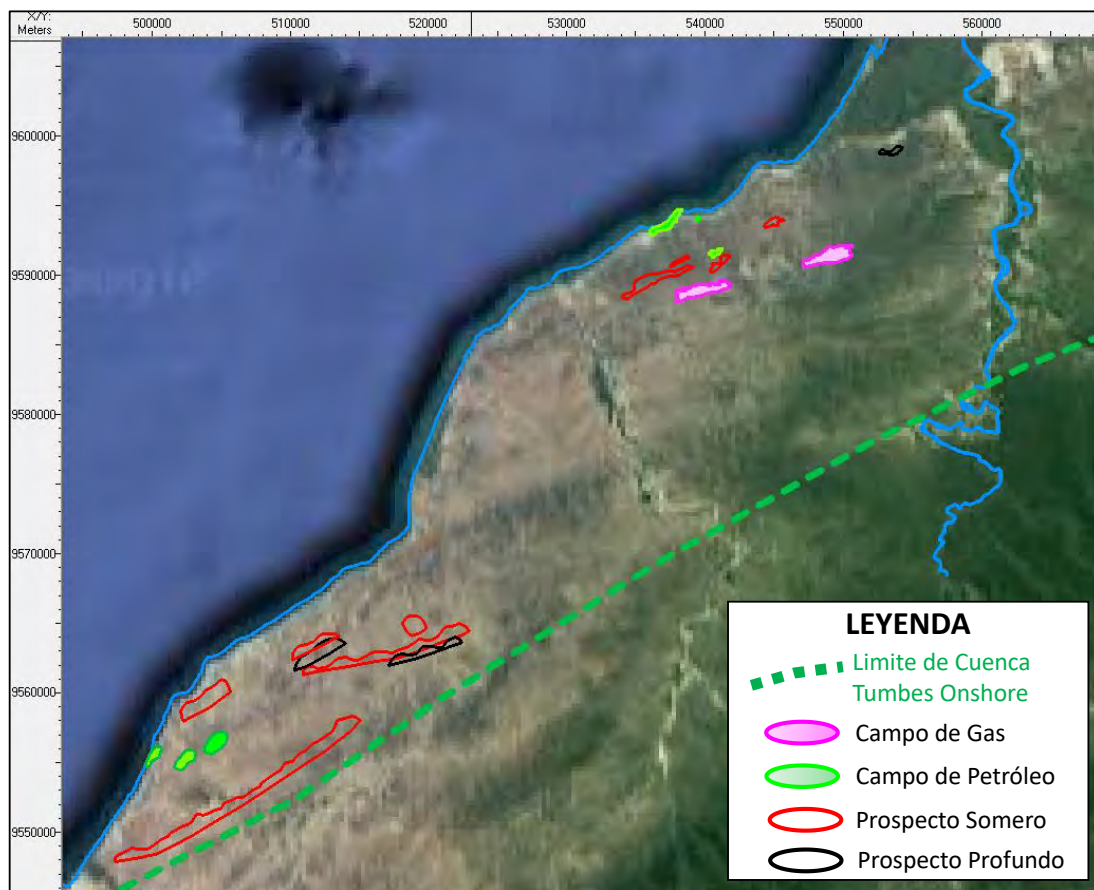 X/Y:
Meters
500000
510000
520000
530000
540000
550000
560000
9600000
9590000
9580000
9570000
9560000
9550000
LEYENDA
Limite de Cuenca
Tumbes Onshore
Campo de Gas
Campo de Petróleo
Prospecto Somero
Prospecto Profundo